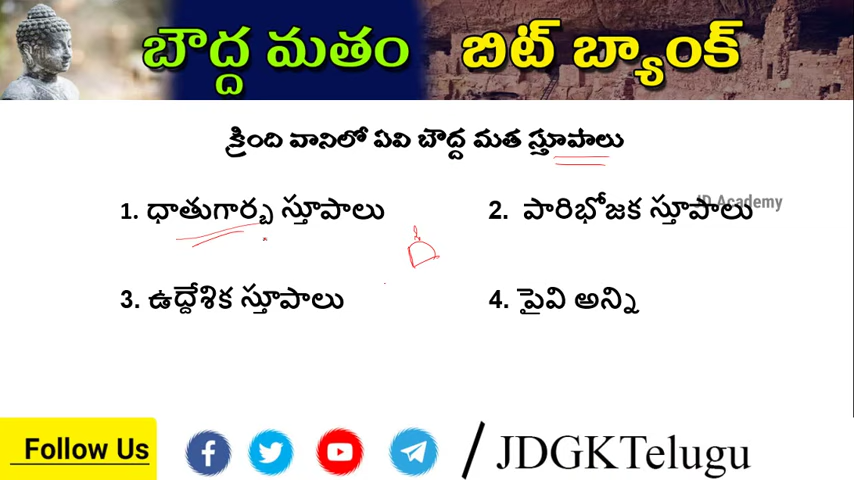 బౌద్ధ మతం బిట్ బ్యాంక్
క్రింది వానిలో ఏవి బౌద్ధ మత స్తూపాలు
JD Academy
1. ధాతుగార్భ స్తూపాలు
2. పారిభోజక స్తూపాలు
3. ఉద్దేశిక స్తూపాలు
4. పైవి అన్ని
Follow Us
/JDGKTelugu